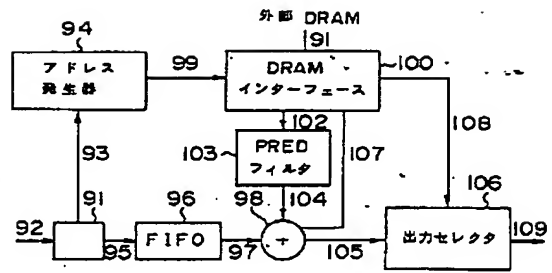 外部 DRAM
94
アドレス
発生器
99
91
DRAM
インターフェース
100
93
102
103
PRED
フィルタ
107
108
104
92
91
95
96
FIFO
97
98
+
105
106
出力セレクタ
109